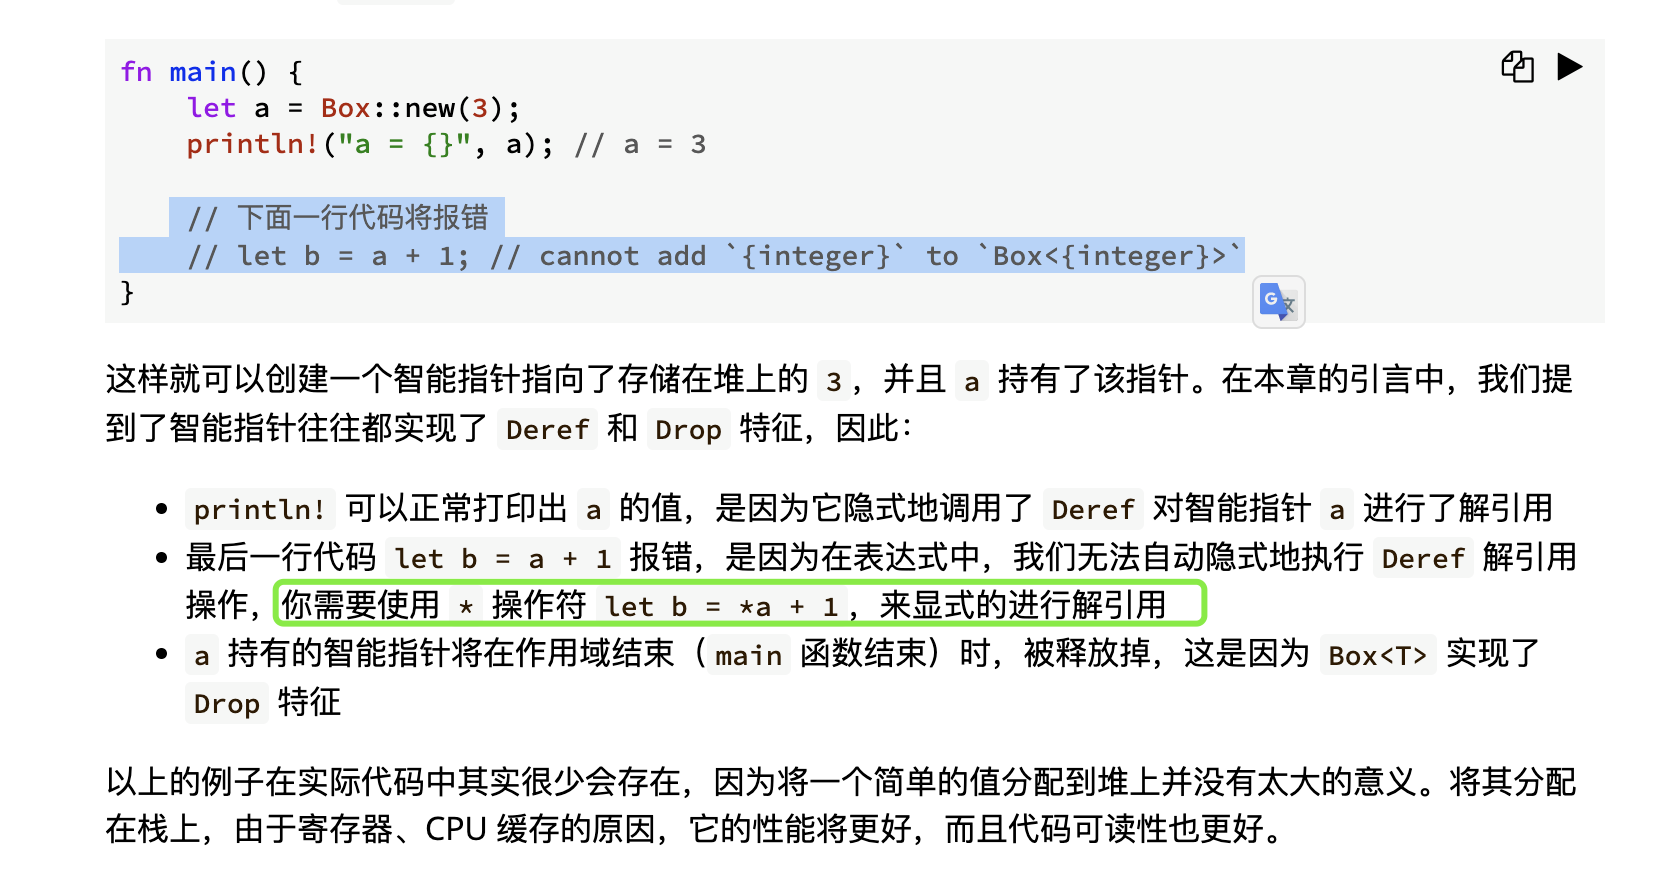 fn main() {
    let a = Box::new(3);
    println!("a = {}", a); // a = 3
    // 下面一行代码将报错
    // let b = a + 1; // cannot add `{integer}` to `Box<{integer}>`
}
G 文
这样就可以创建一个智能指针指向了存储在堆上的 3，并且 a 持有了该指针。在本章的引言中，我们提
到了智能指针往往都实现了 Deref 和 Drop 特征，因此：
• println! 可以正常打印出 a 的值，是因为它隐式地调用了 Deref 对智能指针 a 进行了解引用
• 最后一行代码 let b = a + 1 报错，是因为在表达式中，我们无法自动隐式地执行 Deref 解引用
操作，你需要使用 * 操作符 let b = *a + 1，来显式的进行解引用
• a 持有的智能指针将在作用域结束（main 函数结束）时，被释放掉，这是因为 Box<T> 实现了
Drop 特征
以上的例子在实际代码中其实很少会存在，因为将一个简单的值分配到堆上并没有太大的意义。将其分配
在栈上，由于寄存器、CPU 缓存的原因，它的性能将更好，而且代码可读性也更好。